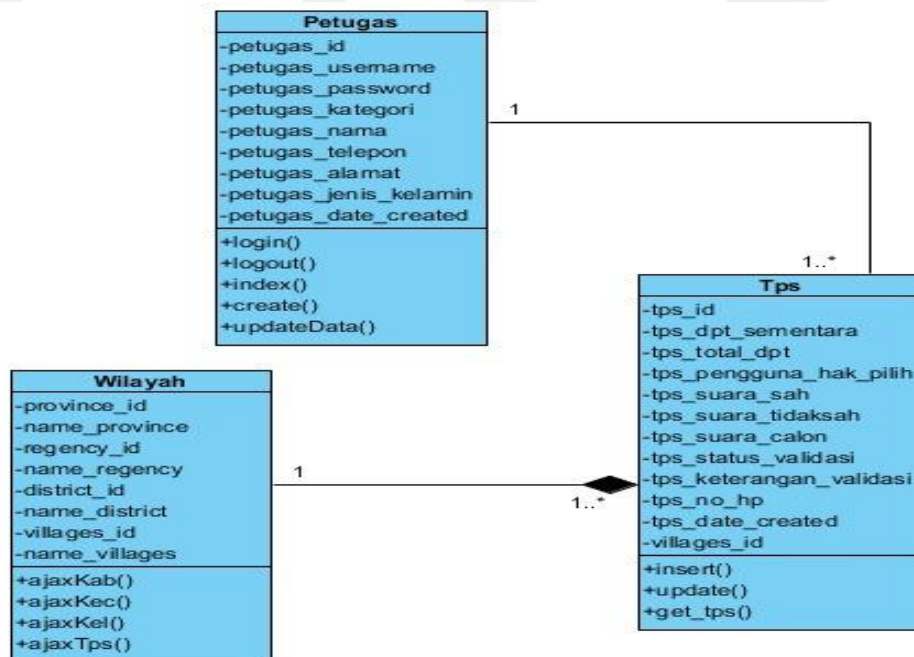 Petugas
-petugas_id
-petugas_username
-petugas_password
-petugas_kategori
-petugas_nama
-petugas_telepon
-petugas_alamat
-petugas_jenis_kelamin
-petugas_date_created
+login()
+logout()
+index()
+create()
+updateData()
1
1..*
Tps
-tps_id
-tps_dpt_sementara
-tps_total_dpt
-tps_pengguna_hak_pilih
-tps_suara_sah
-tps_suara_tidaksah
-tps_suara_calon
-tps_status_validasi
-tps_keterangan_validasi
-tps_no_hp
-tps_date_created
-villages_id
+insert()
+update()
+get_tps()
Wilayah
-province_id
-name_province
-regency_id
-name_regency
-district_id
-name_district
-villages_id
-name_villages
+ajaxKab()
+ajaxKec()
+ajaxKel()
+ajaxTps()
1
1..*